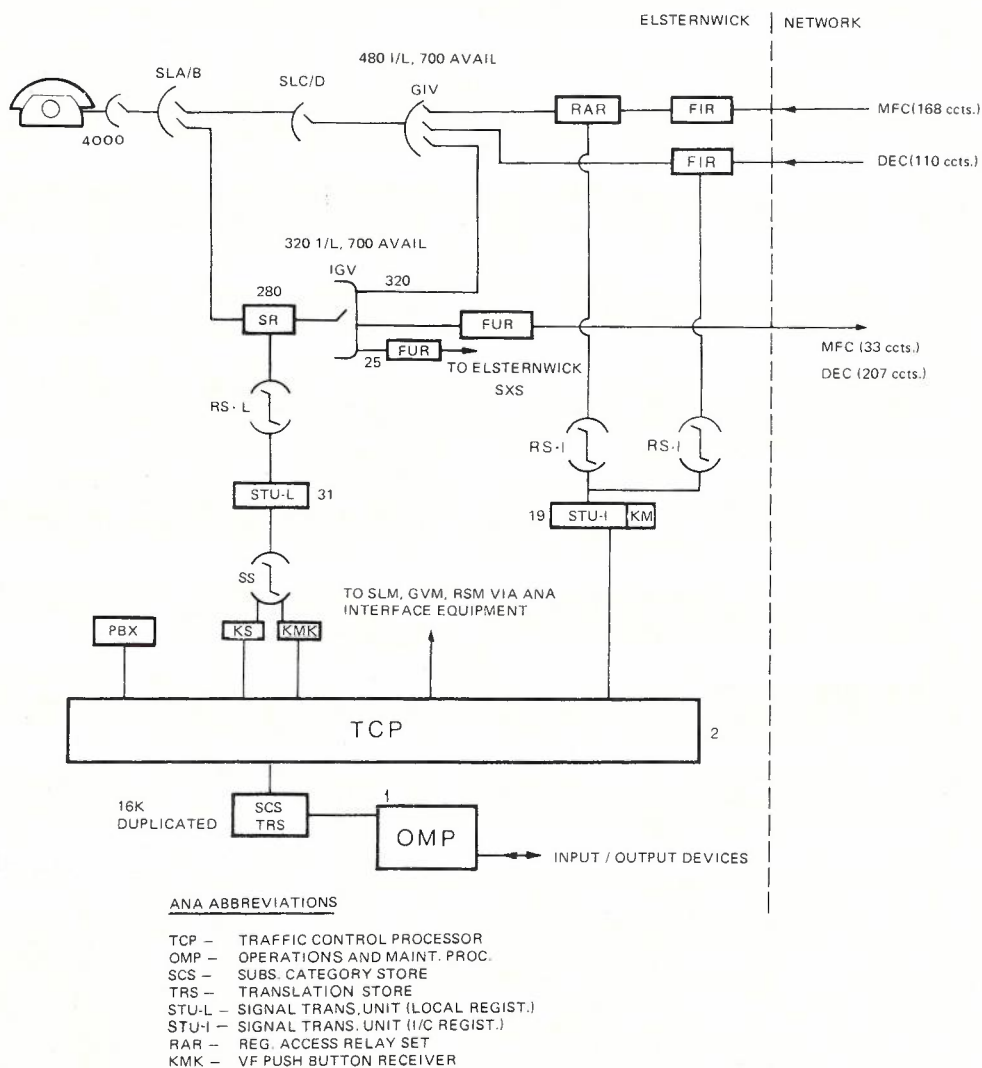 ELSTERNWICK
NETWORK
SLA/B
SLC/D
480 I/L, 700 AVAIL
GIV
4000
RAR
FIR
MFC(168 ccts.)
FIR
DEC(110 ccts.)
320 I/L, 700 AVAIL
IGV
320
280
SR
FUR
25
FUR
TO ELSTERNWICK
SXS
MFC (33 ccts.)
DEC (207 ccts.)
RS-L
RS-I
RS-I
STU-L
31
19
STU-I
KM
SS
TO SLM, GVM, RSM VIA ANA
INTERFACE EQUIPMENT
PBX
KS
KMK
TCP
2
16K
DUPLICATED
SCS
TRS
1
OMP
INPUT / OUTPUT DEVICES
ANA ABBREVIATIONS
TCP – TRAFFIC CONTROL PROCESSOR
OMP – OPERATIONS AND MAINT. PROC.
SCS – SUBS. CATEGORY STORE
TRS – TRANSLATION STORE
STU-L – SIGNAL TRANS. UNIT (LOCAL REGIST.)
STU-I – SIGNAL TRANS. UNIT (I/C REGIST.)
RAR – REG. ACCESS RELAY SET
KMK – VF PUSH BUTTON RECEIVER